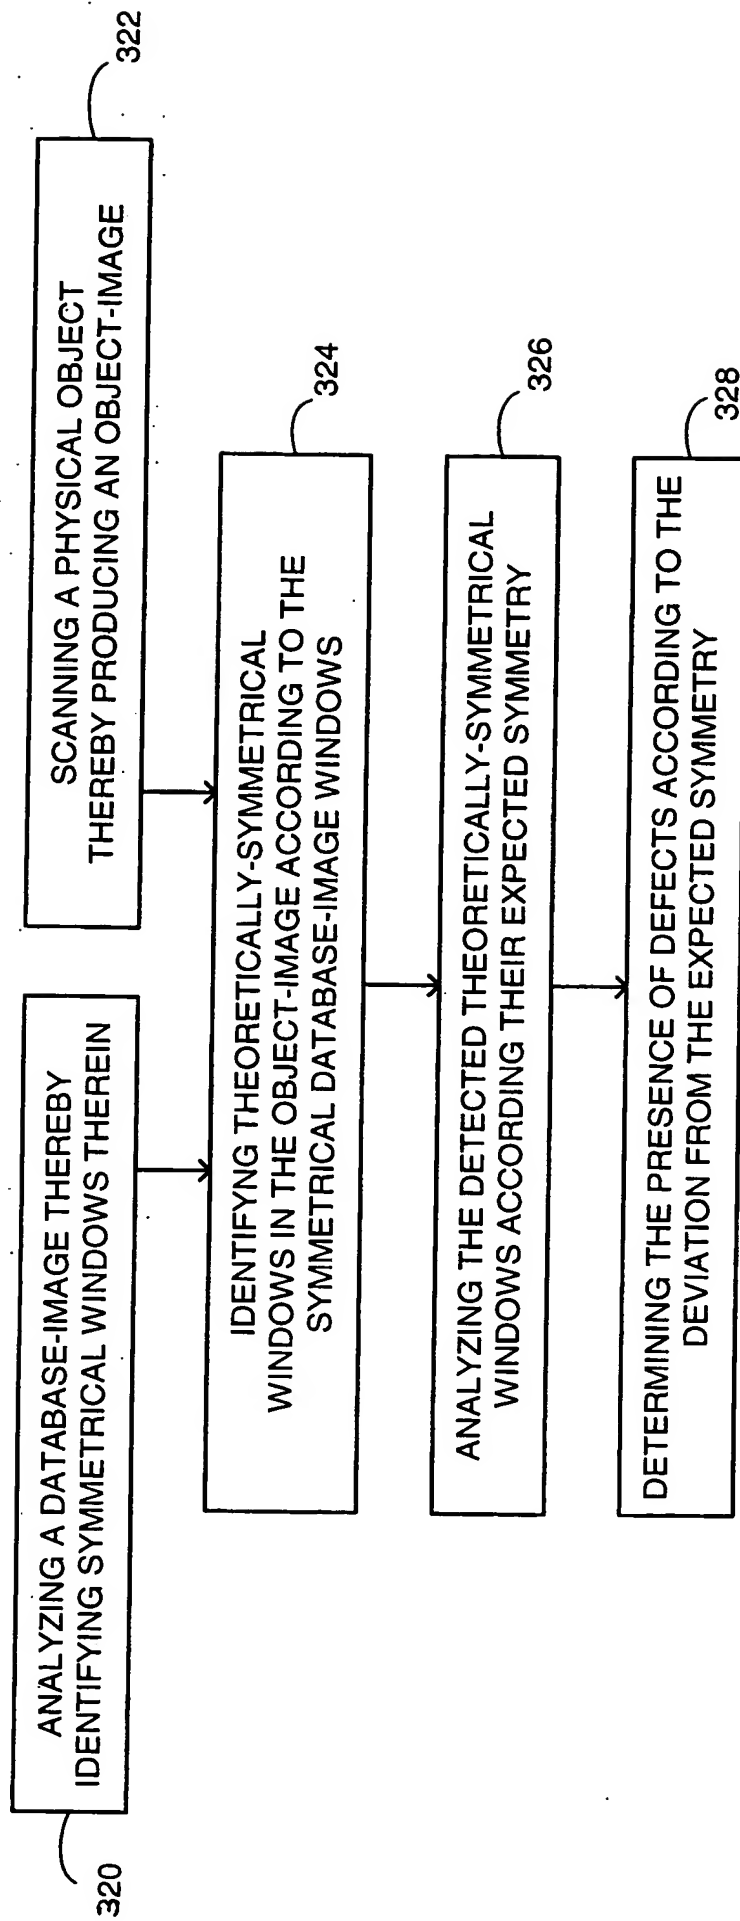 ANALYZING A DATABASE-IMAGE THEREBY
IDENTIFYING SYMMETRICAL WINDOWS THEREIN
320
SCANNING A PHYSICAL OBJECT
THEREBY PRODUCING AN OBJECT-IMAGE
322
IDENTIFYNG THEORETICALLY-SYMMETRICAL
WINDOWS IN THE OBJECT-IMAGE ACCORDING TO THE
SYMMETRICAL DATABASE-IMAGE WINDOWS
324
ANALYZING THE DETECTED THEORETICALLY-SYMMETRICAL
WINDOWS ACCORDING THEIR EXPECTED SYMMETRY
326
DETERMINING THE PRESENCE OF DEFECTS ACCORDING TO THE
DEVIATION FROM THE EXPECTED SYMMETRY
328